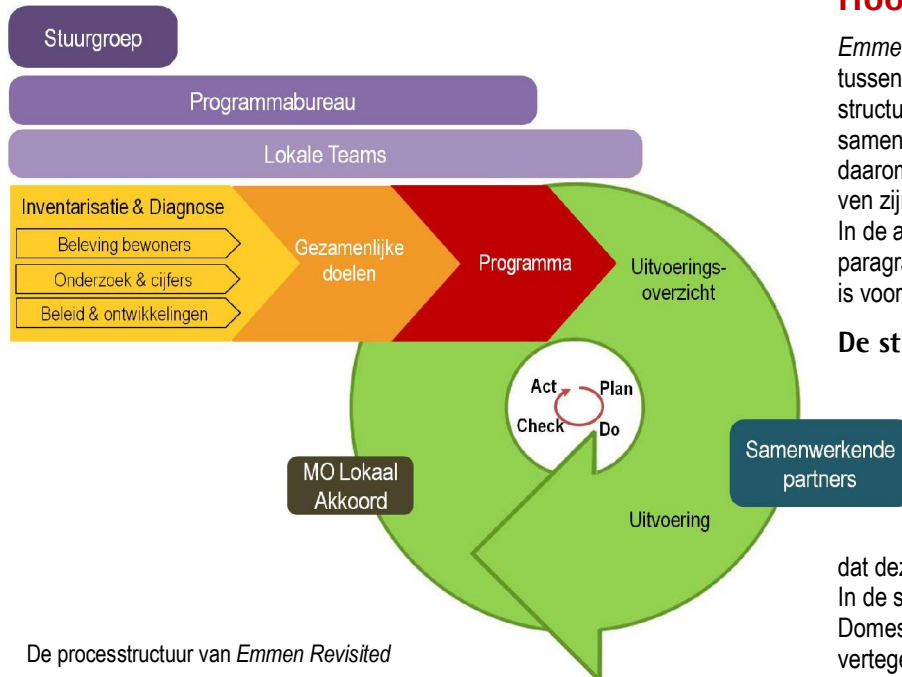 Stuurgroep
Programmabureau
Lokale Teams
Inventarisatie & Diagnose
Beleving bewoners
Onderzoek & cijfers
Beleid & ontwikkelingen
Gezamenlijke
doelen
Programma
Uitvoerings-
overzicht
Act
Plan
Check
Do
MO Lokaal
Akkoord
Samenwerkende
partners
Uitvoering
De processtructuur van Emmen Revisited
Emme
tussen
structu
samen
daaron
ven zijn
In de a
paragra
is voor
De st
dat dez
In de s
Domes
vertege